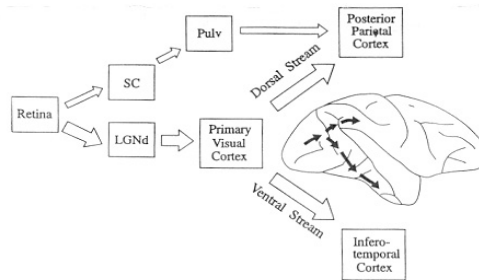 Pulv
Posterior
Parietal
Cortex
SC
Dorsal Stream
Retina
LGNd
Primary
Visual
Cortex
Ventral Stream
Infero-
temporal
Cortex